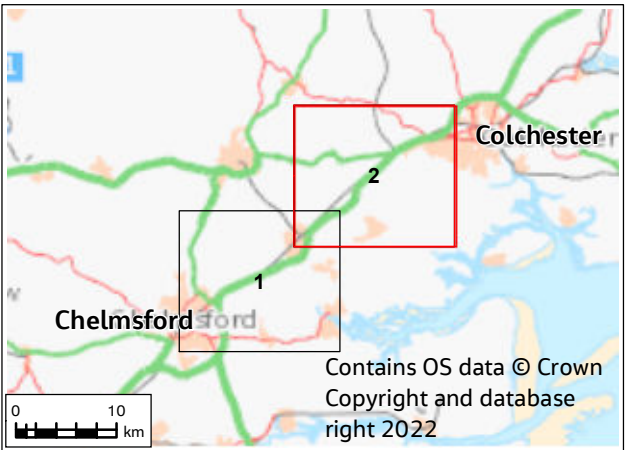 Colchester
2
1
Chelmsford
Contains OS data © Crown
Copyright and database
right 2022
0 10
km